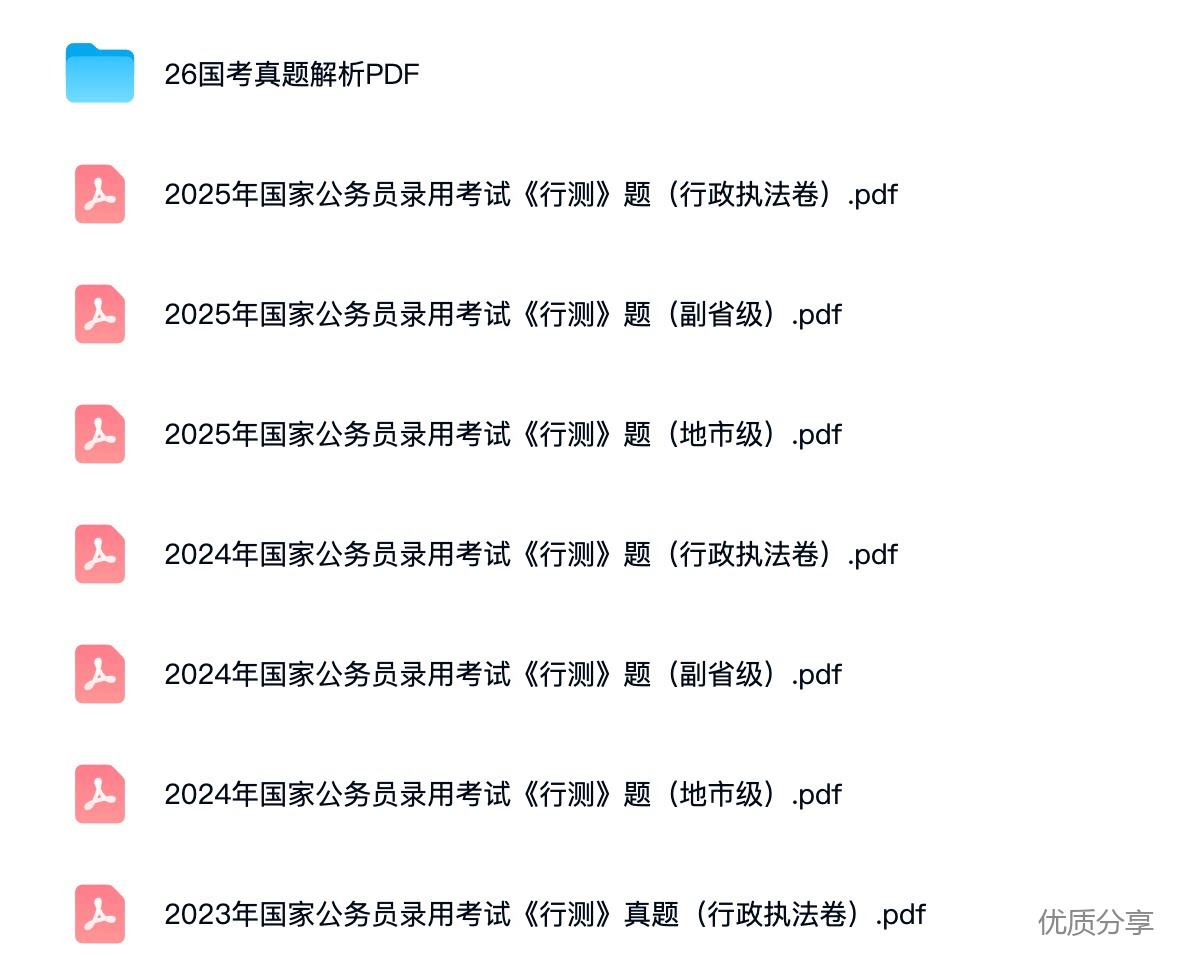 26国考真题解析PDF
2025年国家公务员录用考试《行测》题（行政执法卷）.pdf
2025年国家公务员录用考试《行测》题（副省级）.pdf
2025年国家公务员录用考试《行测》题（地市级）.pdf
2024年国家公务员录用考试《行测》题（行政执法卷）.pdf
2024年国家公务员录用考试《行测》题（副省级）.pdf
2024年国家公务员录用考试《行测》题（地市级）.pdf
2023年国家公务员录用考试《行测》真题（行政执法卷）.pdf
优质分享